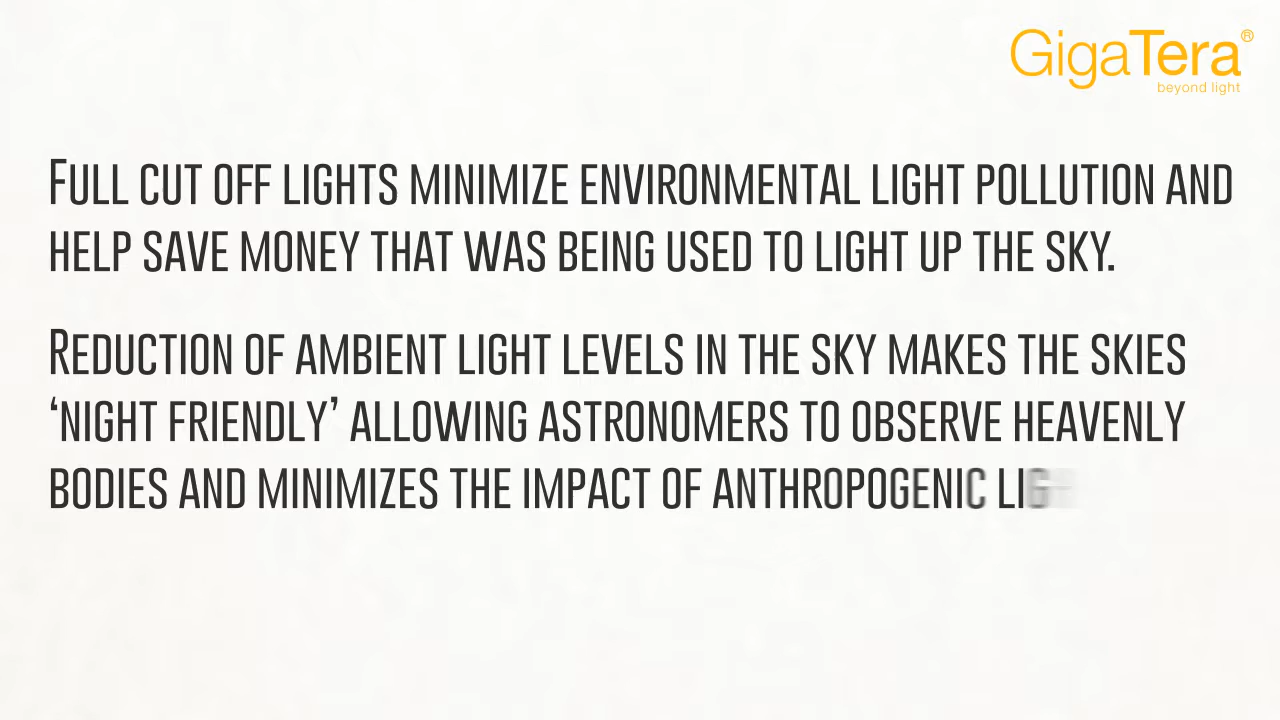 GigaTera®
beyond light
Full cut off lights minimize environmental light pollution and
help save money that was being used to light up the sky.
Reduction of ambient light levels in the sky makes the skies
‘night friendly’ allowing astronomers to observe heavenly
bodies and minimizes the impact of anthropogenic